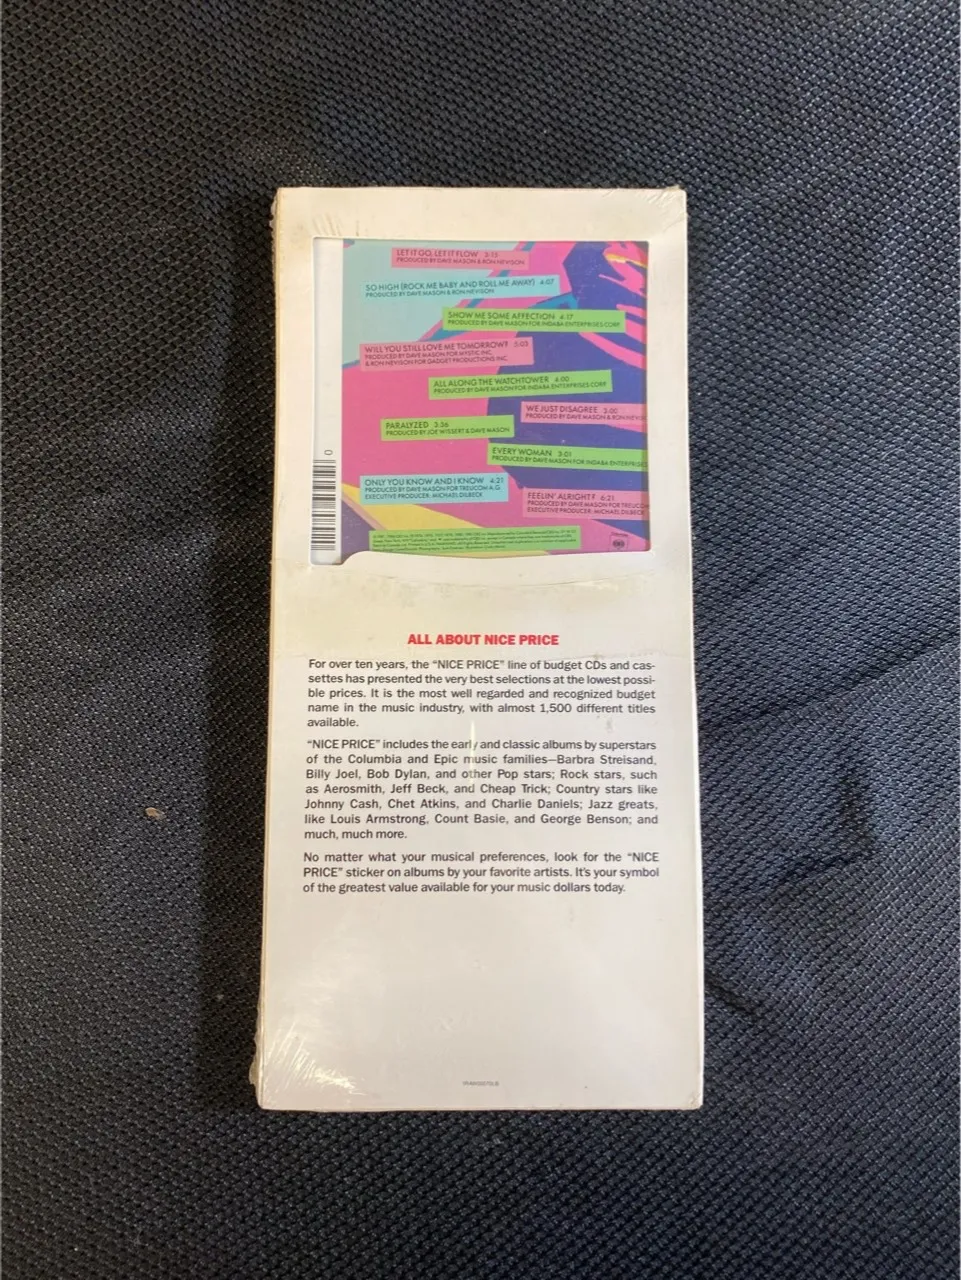 LET IT GO, LET IT FLOW 3:15
PRODUCED BY DAVE MASON & RON NEVISON
SO HIGH (ROCK ME BABY AND ROLL ME AWAY) 4:07
PRODUCED BY DAVE MASON & RON NEVISON
SHOW ME SOME AFFECTION 4:17
PRODUCED BY DAVE MASON FOR INDABA ENTERPRISES CORP.
WILL YOU STILL LOVE ME TOMORROW? 5:00
PRODUCED BY DAVE MASON FOR MYSTIC INC.
& RON NEVISON FOR GADGET PRODUCTIONS INC.
ALL ALONG THE WATCHTOWER 4:00
PRODUCED BY DAVE MASON FOR INDABA ENTERPRISES CORP.
WE JUST DISAGREE 3:00
PRODUCED BY DAVE MASON & RON NEVISON
PARALYZED 3:36
PRODUCED BY JOE WISSERT & DAVE MASON
EVERY WOMAN 3:01
PRODUCED BY DAVE MASON FOR INDABA ENTERPRISES
0
ONLY YOU KNOW AND I KNOW 4:21
PRODUCED BY DAVE MASON FOR TREUCOM A.G.
EXECUTIVE PRODUCER: MICHAEL DILBECK
FEELIN' ALRIGHT? 6:21
PRODUCED BY DAVE MASON FOR TREUCOM
EXECUTIVE PRODUCER: MICHAEL DILBECK
ALL ABOUT NICE PRICE
For over ten years, the “NICE PRICE” line of budget CDs and cas-
settes has presented the very best selections at the lowest possi-
ble prices. It is the most well regarded and recognized budget
name in the music industry, with almost 1,500 different titles
available.
“NICE PRICE” includes the early and classic albums by superstars
of the Columbia and Epic music families—Barbra Streisand,
Billy Joel, Bob Dylan, and other Pop stars; Rock stars, such
as Aerosmith, Jeff Beck, and Cheap Trick; Country stars like
Johnny Cash, Chet Atkins, and Charlie Daniels; Jazz greats,
like Louis Armstrong, Count Basie, and George Benson; and
much, much more.
No matter what your musical preferences, look for the “NICE
PRICE” sticker on albums by your favorite artists. It's your symbol
of the greatest value available for your music dollars today.